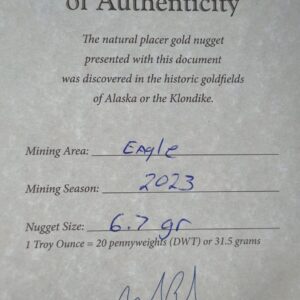 of Authenticity
The natural placer gold nugget
presented with this document
was discovered in the historic goldfields
of Alaska or the Klondike.
Mining Area: Eagle
Mining Season: 2023
Nugget Size: 6.7 gr
1 Troy Ounce = 20 pennyweights (DWT) or 31.5 grams